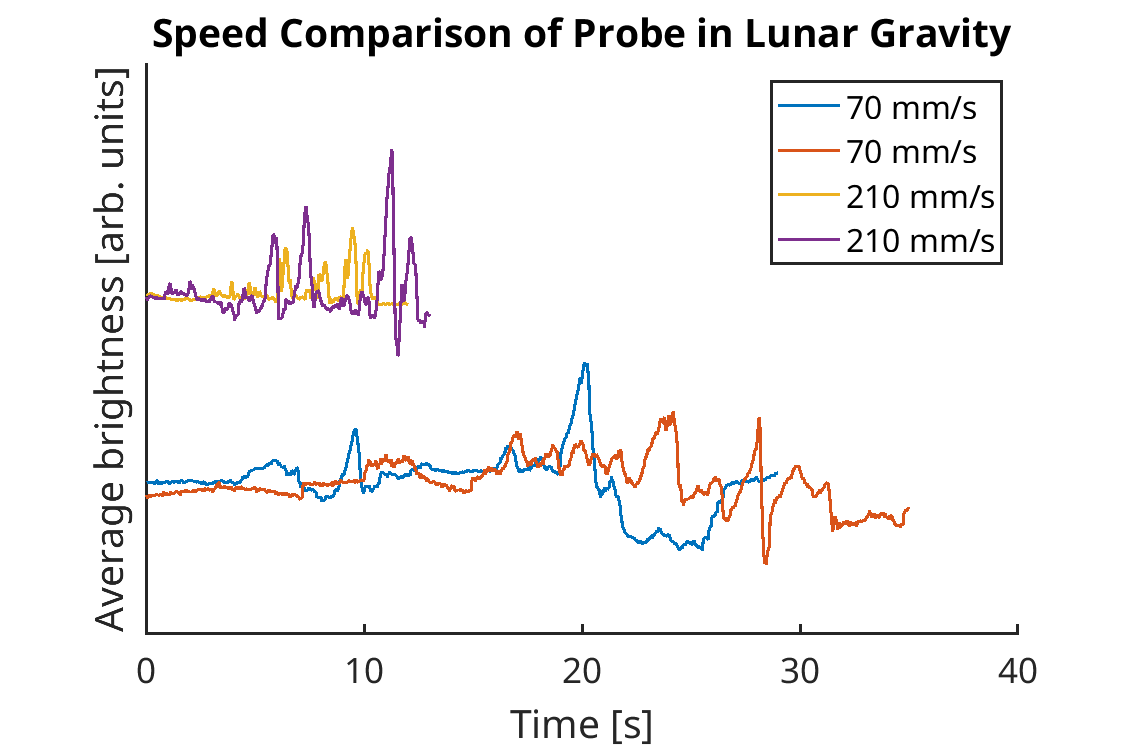 Speed Comparison of Probe in Lunar Gravity
Average brightness [arb. units]
70 mm/s
70 mm/s
210 mm/s
210 mm/s
0 10 20 30 40
Time [s]